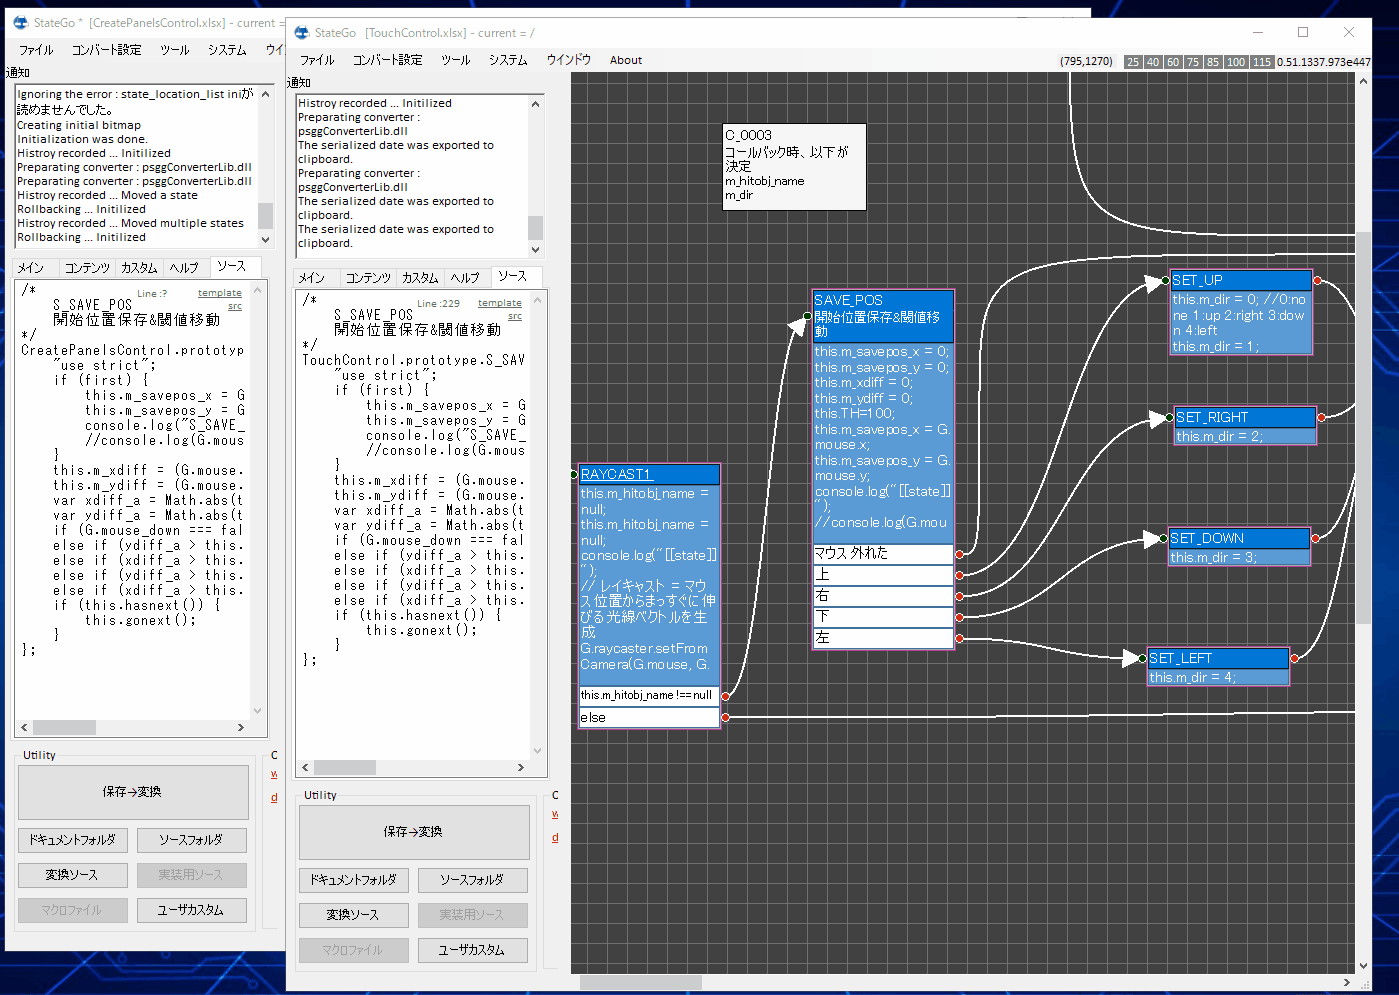 StateGo * [CreatePanelsControl.xlsx] - current =
ファイル コンバート設定 ツール システム ウイ
通知
Ignoring the error : state_location_list iniが
読めませんでした。
Creating initial bitmap
Initialization was done.
Histroy recorded ... Initilized
Preparating converter : psggConverterLib.dll
Preparating converter : psggConverterLib.dll
Histroy recorded ... Moved a state
Rollbacking ... Initilized
Histroy recorded ... Moved multiple states
Rollbacking ... Initilized
メイン コンテンツ カスタム ヘルプ ソース
Line :? template
src
/*
S_SAVE_POS
開始位置保存&閾値移動
*/
CreatePanelsControl.prototyp
"use strict";
if (first) {
this.m_savepos_x = G
this.m_savepos_y = G
console.log("S_SAVE_
//console.log(G.mous
}
this.m_xdiff = (G.mouse.
this.m_ydiff = (G.mouse.
var xdiff_a = Math.abs(t
var ydiff_a = Math.abs(t
if (G.mouse_down === fal
else if (ydiff_a > this.
else if (xdiff_a > this.
else if (ydiff_a > this.
else if (xdiff_a > this.
if (this.hasnext()) {
this.gonext();
}
};
Utility
保存→変換
ドキュメントフォルダ ソースフォルダ
変換ソース 実装用ソース
マクロファイル ユーザカスタム
C
w
d
StateGo [TouchControl.xlsx] - current = /
ファイル コンバート設定 ツール システム ウインドウ About
(795,1270) 25 40 60 75 85 100 115 0.51.1337.973e447
通知
Histroy recorded ... Initilized
Preparating converter :
psggConverterLib.dll
The serialized date was exported to
clipboard.
Preparating converter :
psggConverterLib.dll
The serialized date was exported to
clipboard.
The serialized date was exported to
clipboard.
メイン コンテンツ カスタム ヘルプ ソース
Line :229 template
src
/*
S_SAVE_POS
開始位置保存&閾値移動
*/
TouchControl.prototype.S_SAV
"use strict";
if (first) {
this.m_savepos_x = G
this.m_savepos_y = G
console.log("S_SAVE_
//console.log(G.mous
}
this.m_xdiff = (G.mouse.
this.m_ydiff = (G.mouse.
var xdiff_a = Math.abs(t
var ydiff_a = Math.abs(t
if (G.mouse_down === fal
else if (ydiff_a > this.
else if (xdiff_a > this.
else if (ydiff_a > this.
else if (xdiff_a > this.
if (this.hasnext()) {
this.gonext();
}
};
Utility
保存→変換
ドキュメントフォルダ ソースフォルダ
変換ソース 実装用ソース
マクロファイル ユーザカスタム
C
w
d
C_0003
コールバック時、以下が
決定
m_hitobj_name
m_dir
RAYCAST1
this.m_hitobj_name =
null;
this.m_hitobj_name =
null;
console.log("[[state]]
");
// レイキャスト = マウ
ス位置からまっすぐに伸
びる光線ベクトルを生
成
G.raycaster.setFrom
Camera(G.mouse, G.
this.m_hitobj_name !== null
else
SAVE_POS
開始位置保存&閾値移
動
this.m_savepos_x = 0;
this.m_savepos_y = 0;
this.m_xdiff = 0;
this.m_ydiff = 0;
this.TH=100;
this.m_savepos_x = G.
mouse.x;
this.m_savepos_y = G.
mouse.y;
console.log("[[state]]
");
//console.log(G.mou
マウス 外れた
上
右
下
左
SET_UP
this.m_dir = 0; //0:no
ne 1:up 2:right 3:dow
n 4:left
this.m_dir = 1;
SET_RIGHT
this.m_dir = 2;
SET_DOWN
this.m_dir = 3;
SET_LEFT
this.m_dir = 4;